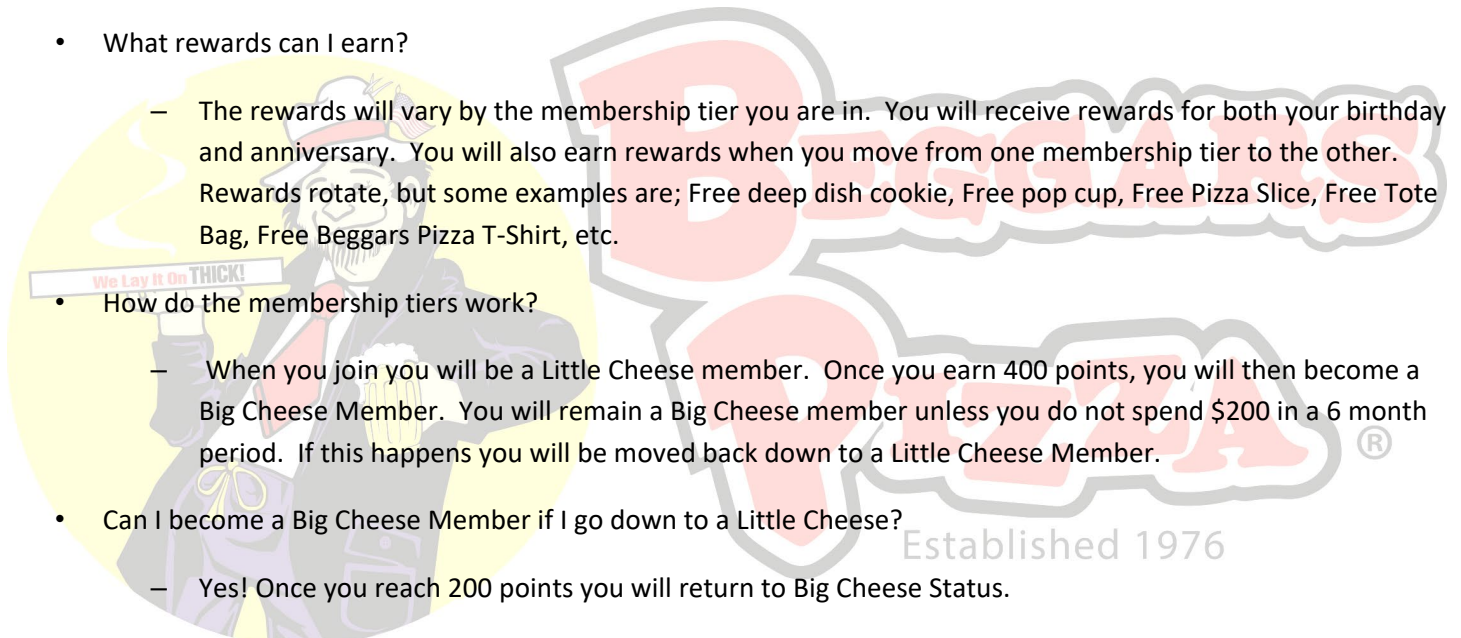 • What rewards can I earn?
– The rewards will vary by the membership tier you are in. You will receive rewards for both your birthday
and anniversary. You will also earn rewards when you move from one membership tier to the other.
Rewards rotate, but some examples are; Free deep dish cookie, Free pop cup, Free Pizza Slice, Free Tote
Bag, Free Beggars Pizza T-Shirt, etc.
We Lay It On THICK!
• How do the membership tiers work?
– When you join you will be a Little Cheese member. Once you earn 400 points, you will then become a
Big Cheese Member. You will remain a Big Cheese member unless you do not spend $200 in a 6 month
period. If this happens you will be moved back down to a Little Cheese Member.
• Can I become a Big Cheese Member if I go down to a Little Cheese?
– Yes! Once you reach 200 points you will return to Big Cheese Status.
BEGGARS
PIZZA ®
Established 1976